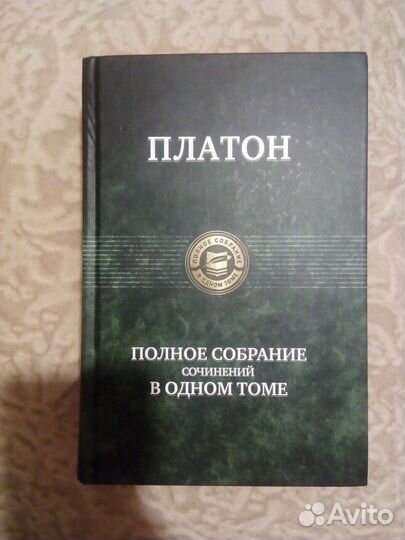 ПЛАТОН
ПОЛНОЕ СОБРАНИЕ
В ОДНОМ ТОМЕ
ПОЛНОЕ СОБРАНИЕ
СОЧИНЕНИЙ
В ОДНОМ ТОМЕ
Avito